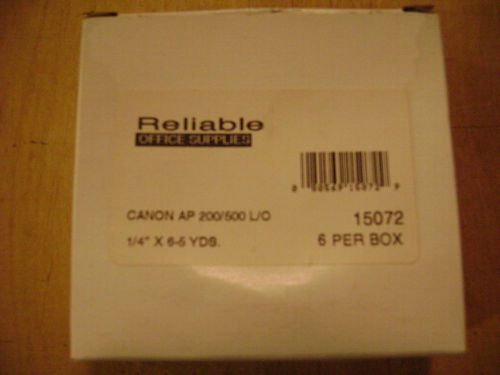 Reliable
OFFICE SUPPLIES
CANON AP 200/500 L/O
15072
1/4" X 6-5 YDS.
6 PER BOX